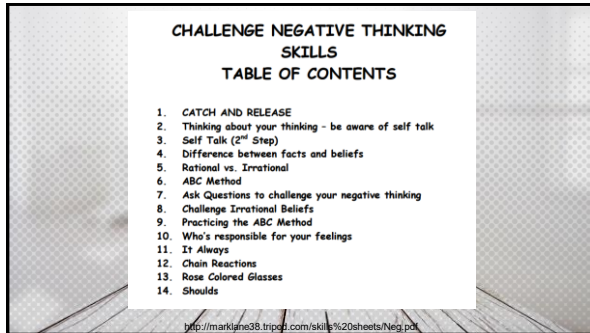 CHALLENGE NEGATIVE THINKING
SKILLS
TABLE OF CONTENTS
1. CATCH AND RELEASE
2. Thinking about your thinking – be aware of self talk
3. Self Talk (2nd Step)
4. Difference between facts and beliefs
5. Rational vs. Irrational
6. ABC Method
7. Ask Questions to challenge your negative thinking
8. Challenge Irrational Beliefs
9. Practicing the ABC Method
10. Who's responsible for your feelings
11. It Always
12. Chain Reactions
13. Rose Colored Glasses
14. Shoulds
http://marklane38.tripod.com/skills%20sheets/Neg.pdf